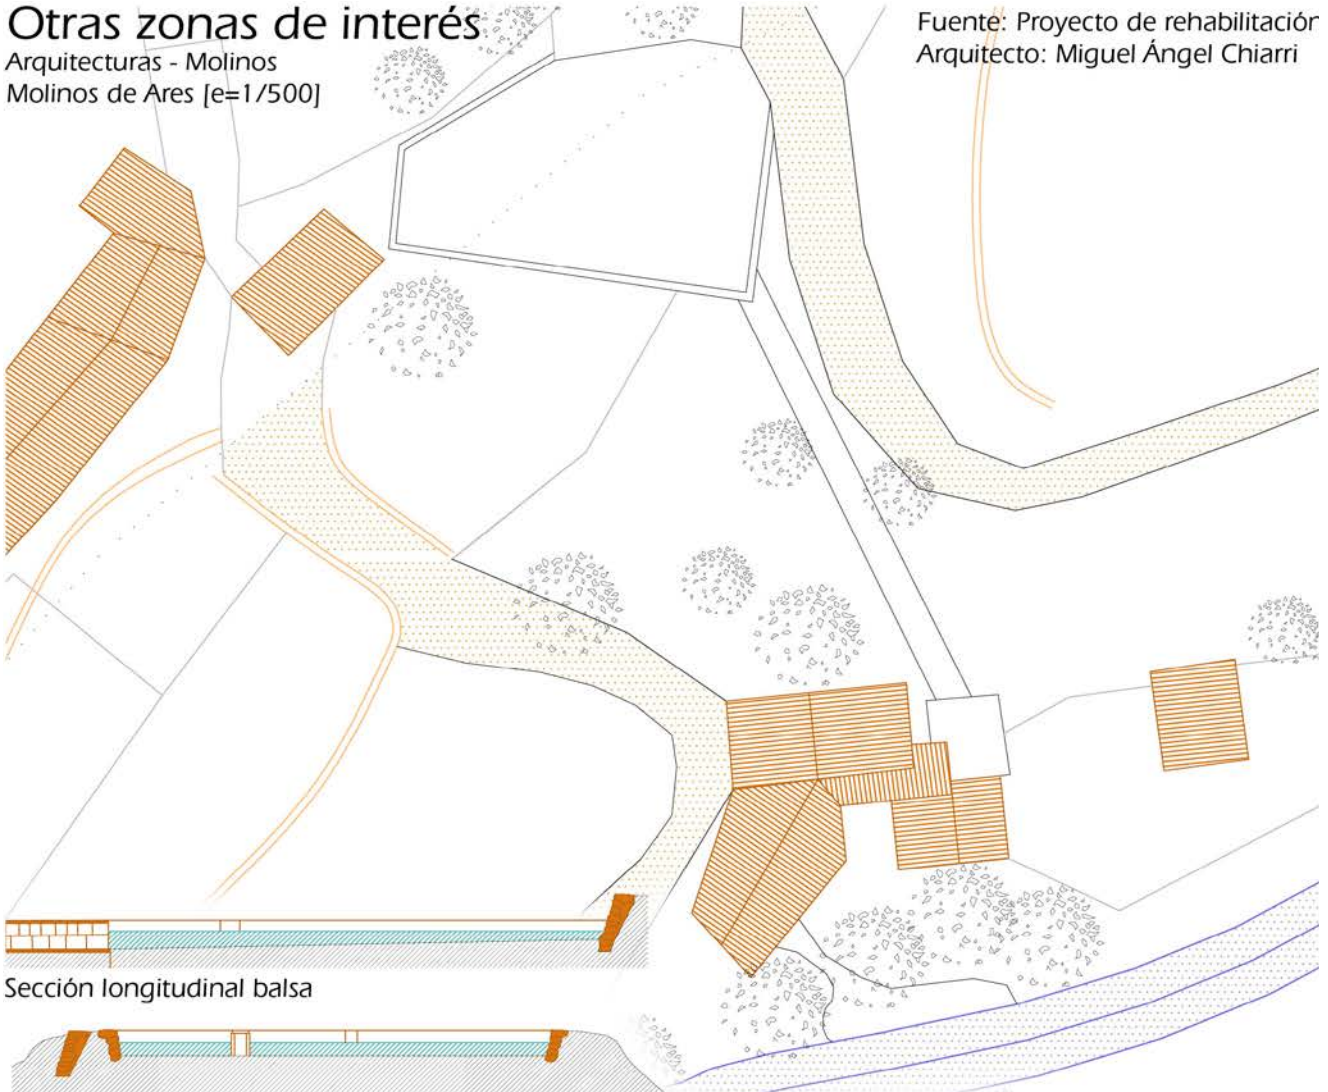 Otras zonas de interés
Arquitecturas - Molinos
Molinos de Ares [e=1/500]
Fuente: Proyecto de rehabilitación
Arquitecto: Miguel Ángel Chiarri
Sección longitudinal balsa